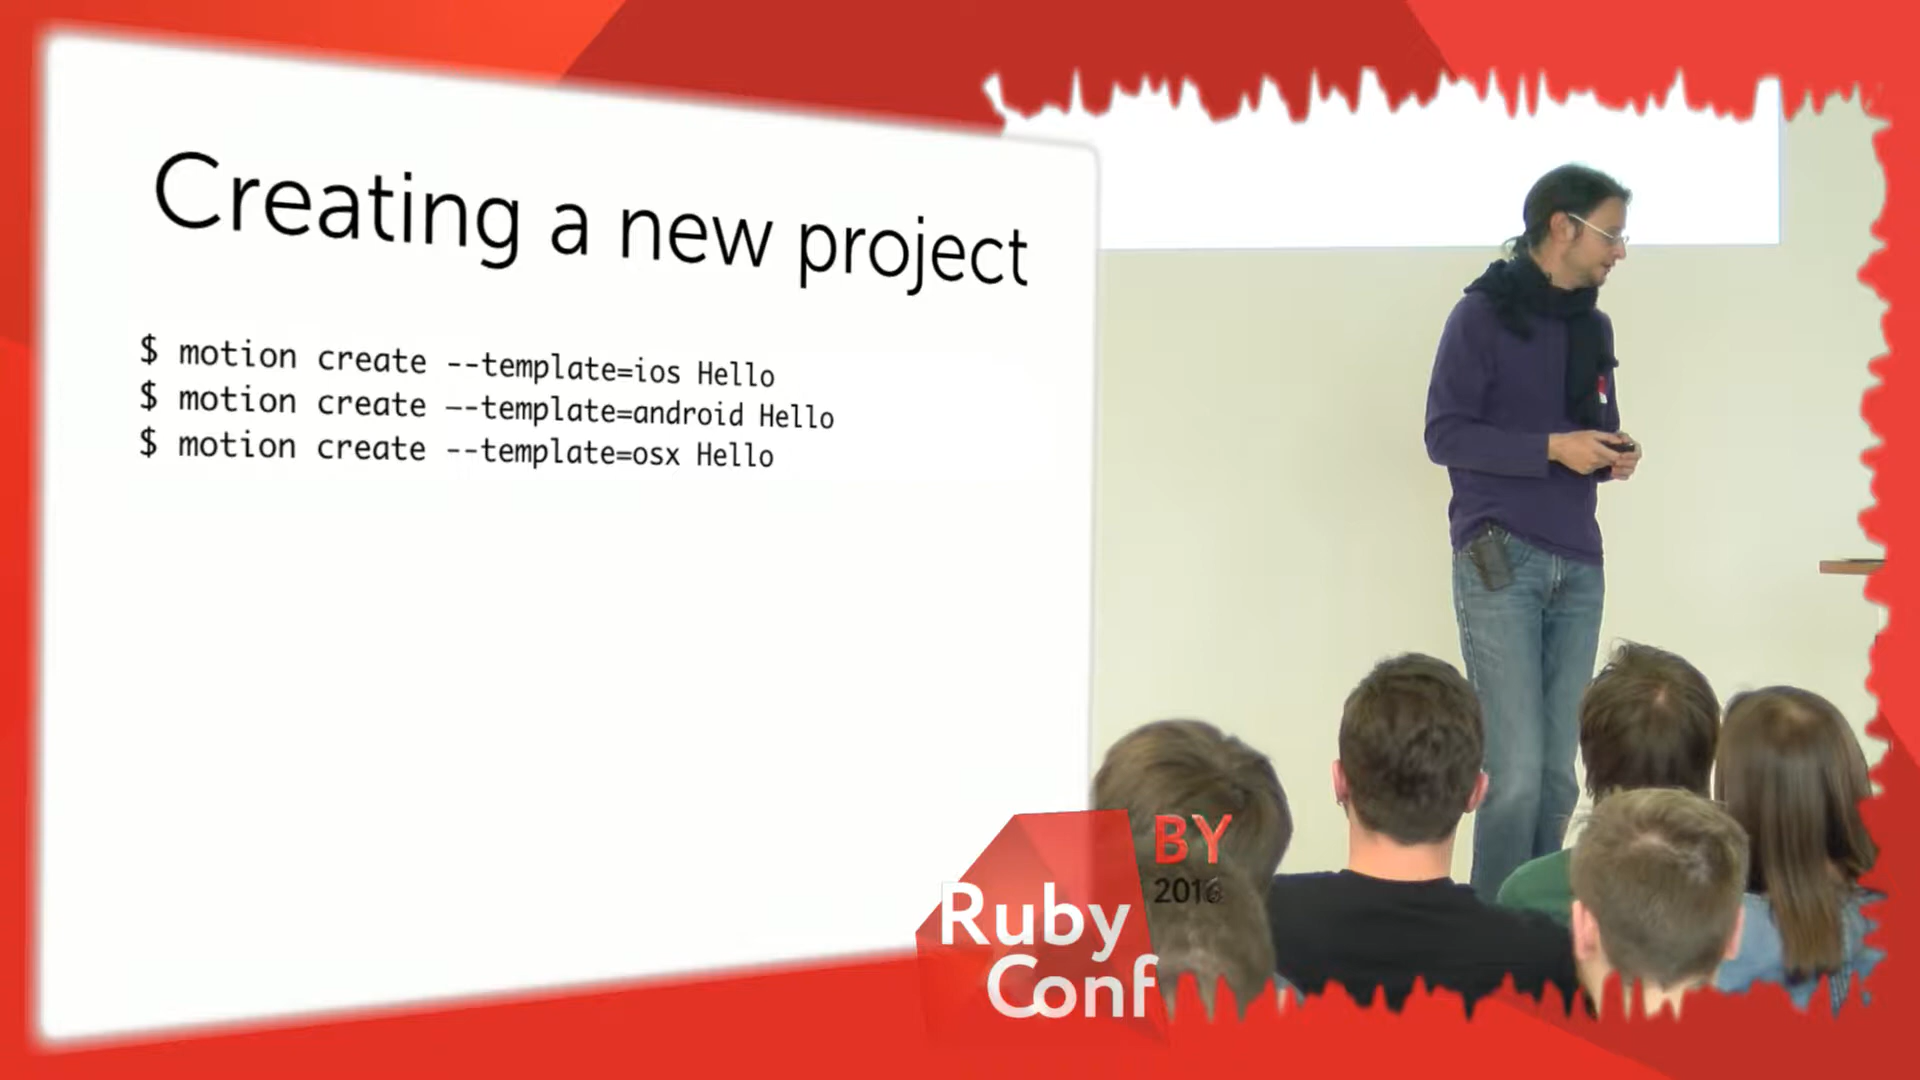 Creating a new project
$ motion create --template=ios Hello
$ motion create —-template=android Hello
$ motion create --template=osx Hello
BY
2016
Ruby
Conf